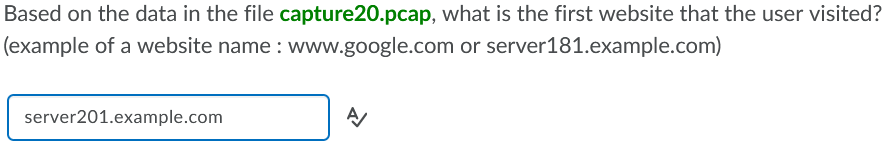 Based on the data in the file capture20.pcap, what is the first website that the user visited?
(example of a website name : www.google.com or server181.example.com)
server201.example.com